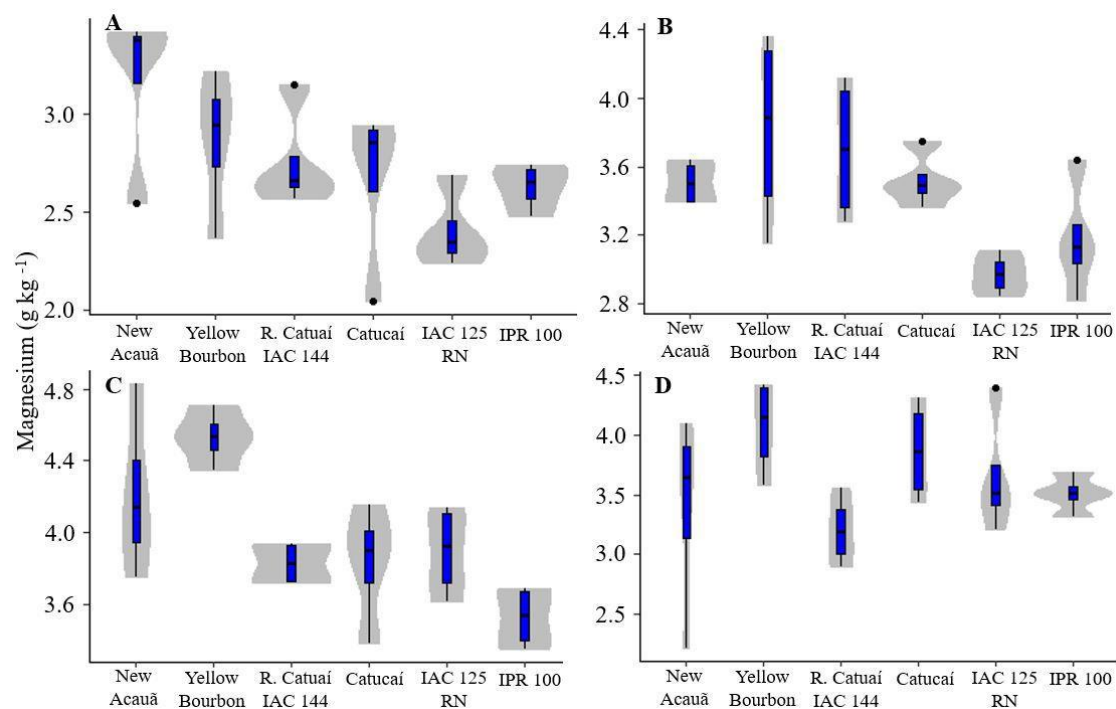 A
3.0
2.5
2.0
New
Acauã
Yellow
Bourbon
R. Catuaí
IAC 144
Catucaí
IAC 125
RN
IPR 100
B
4.4
4.0
3.6
3.2
2.8
New
Acauã
Yellow
Bourbon
R. Catuaí
IAC 144
Catucaí
IAC 125
RN
IPR 100
Magnesium (g kg ⁻¹)
C
4.8
4.4
4.0
3.6
New
Acauã
Yellow
Bourbon
R. Catuaí
IAC 144
Catucaí
IAC 125
RN
IPR 100
D
4.5
4.0
3.5
3.0
2.5
New
Acauã
Yellow
Bourbon
R. Catuaí
IAC 144
Catucaí
IAC 125
RN
IPR 100